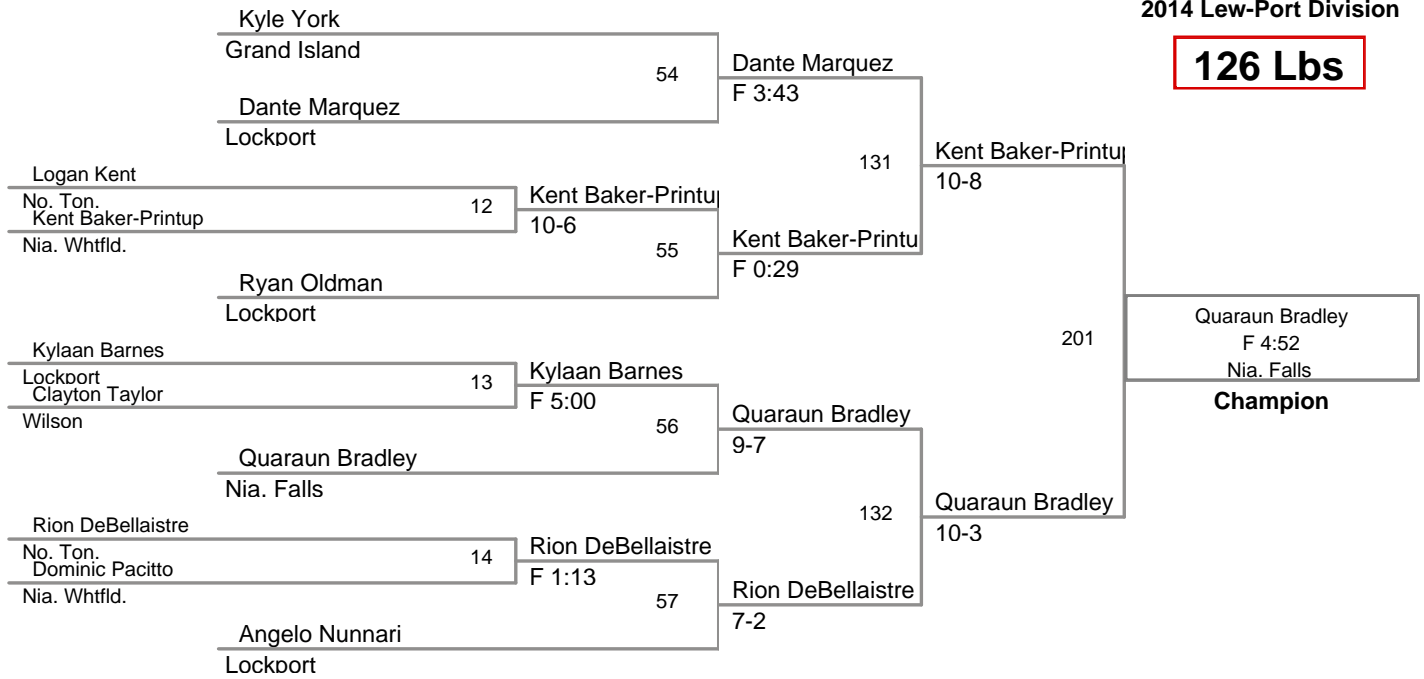 2014 Lew-Port Division
126 Lbs
Kyle York
Grand Island
54
Dante Marquez
F 3:43
Dante Marquez
Lockport
131
Kent Baker-Printup
10-8
Logan Kent
No. Ton.
12
Kent Baker-Printup
10-6
Kent Baker-Printup
Nia. Whtfld.
55
Kent Baker-Printu
F 0:29
Ryan Oldman
Lockport
201
Quaraun Bradley
F 4:52
Nia. Falls
Champion
Kylaan Barnes
Lockport
13
Kylaan Barnes
F 5:00
Clayton Taylor
Wilson
56
Quaraun Bradley
9-7
Quaraun Bradley
Nia. Falls
132
Quaraun Bradley
10-3
Rion DeBellaistre
No. Ton.
14
Rion DeBellaistre
F 1:13
Dominic Pacitto
Nia. Whtfld.
57
Rion DeBellaistre
7-2
Angelo Nunnari
Lockport